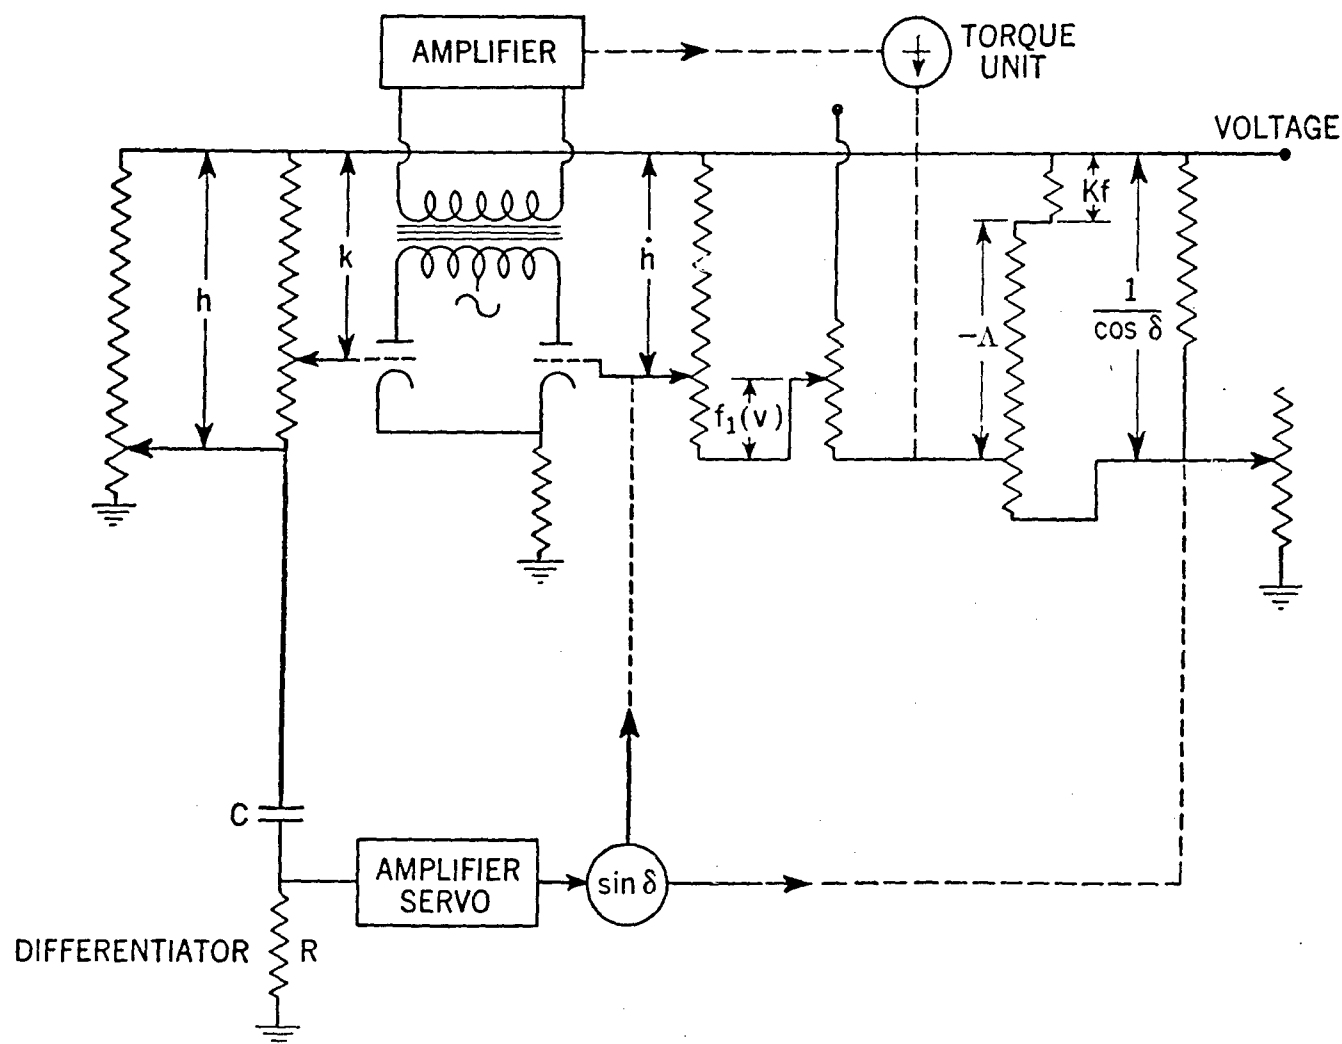 AMPLIFIER
TORQUE
UNIT
VOLTAGE
h
k
ḣ
Kf
-Λ
1
cos δ
f₁(v)
C
AMPLIFIER
SERVO
sin δ
DIFFERENTIATOR R